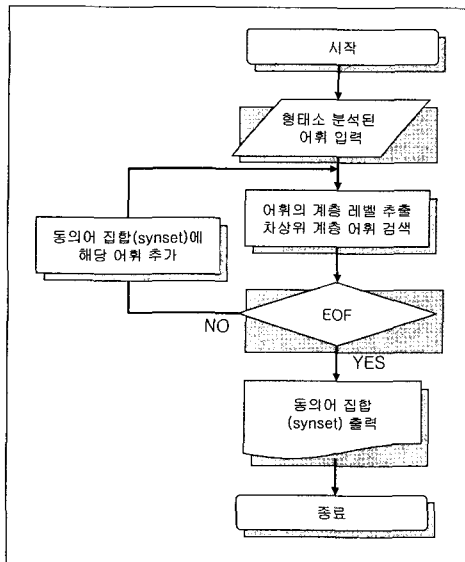 시작
형태소 분석된
어휘 입력
어휘의 계층 레벨 추출
차상위 계층 어휘 검색
동의어 집합(synset)에
해당 어휘 추가
EOF
NO
YES
동의어 집합
(synset) 출력
종료